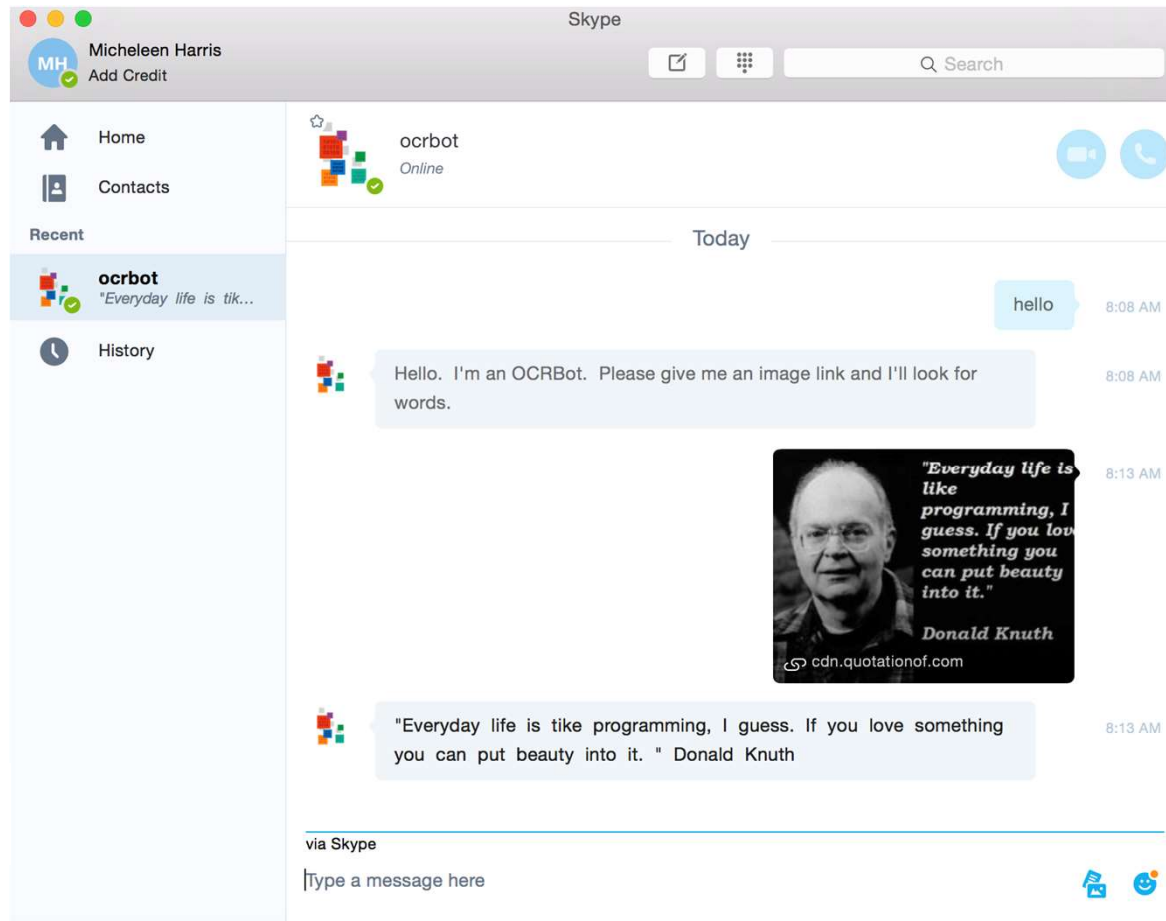 Skype
MH
Micheleen Harris
Add Credit
Search
Home
Contacts
Recent
ocrbot
"Everyday life is tik...
History
ocrbot
Online
Today
hello
8:08 AM
Hello. I'm an OCRBot. Please give me an image link and I'll look for
words.
8:08 AM
"Everyday life is
like
programming, I
guess. If you lov
something you
can put beauty
into it."
Donald Knuth
cdn.quotationof.com
8:13 AM
"Everyday life is tike programming, I guess. If you love something
you can put beauty into it. " Donald Knuth
8:13 AM
via Skype
Type a message here